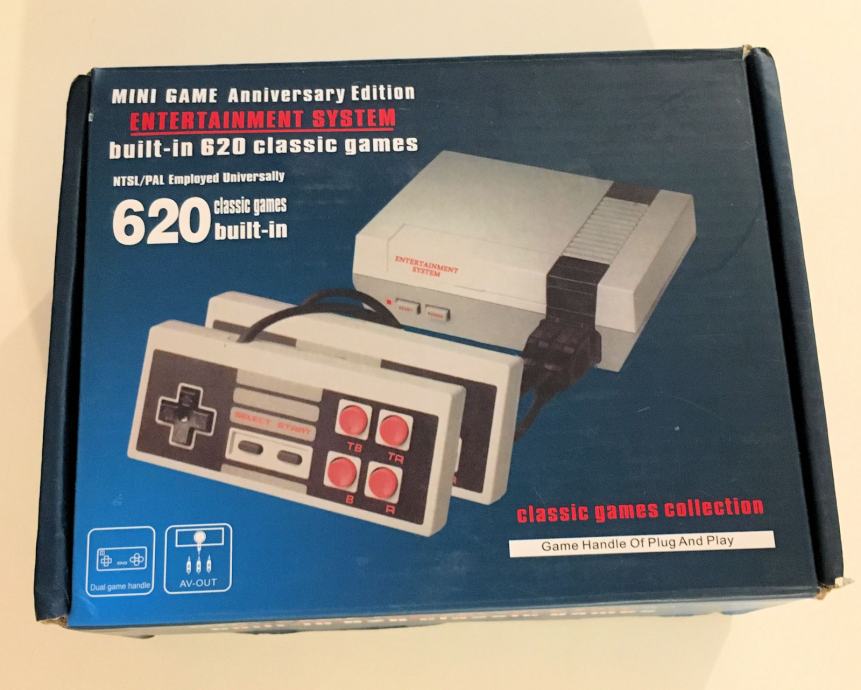 MINI GAME Anniversary Edition
ENTERTAINMENT SYSTEM
built-in 620 classic games
NTSL/PAL Employed Universally
620 classic games
built-in
ENTERTAINMENT
SYSTEM
SELECT START
TB TA
B A
classic games collection
Game Handle Of Plug And Play
Dual game handle
AV-OUT